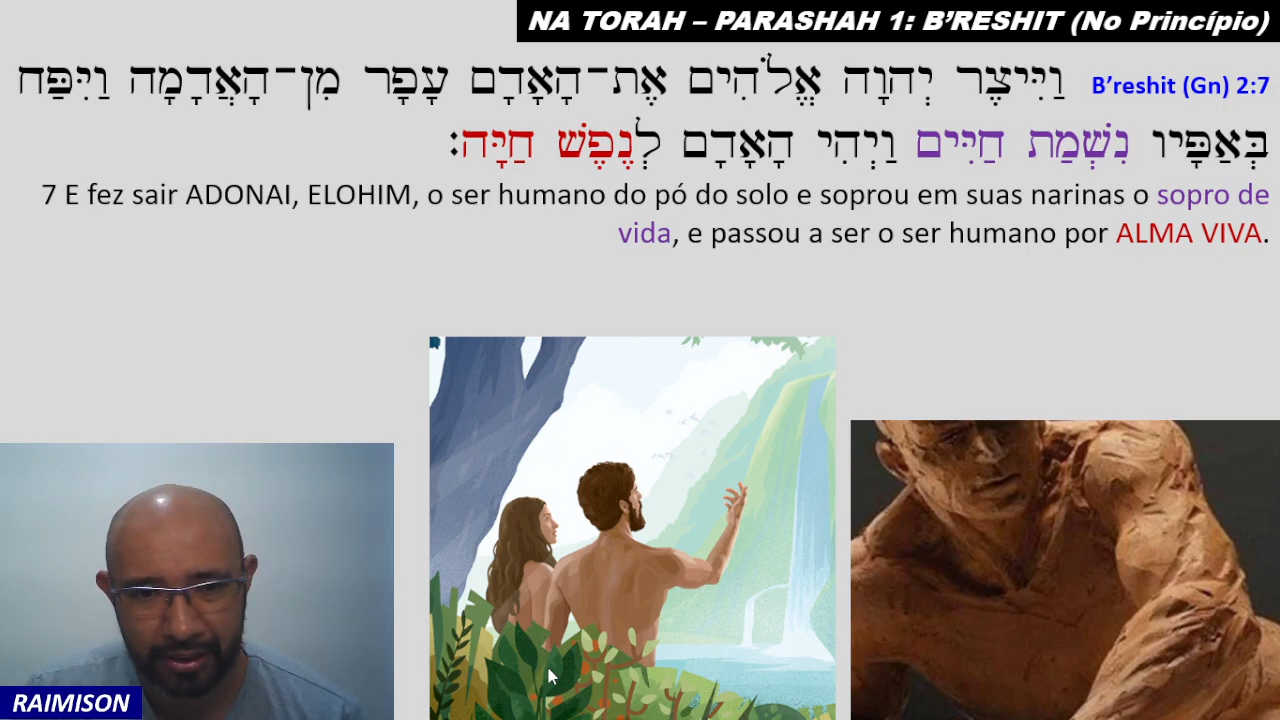 NA TORAH – PARASHAH 1: B’RESHIT (No Princípio)
B’reshit (Gn) 2:7 וַיִּיצֶר יְהוָה אֱלֹהִים אֶת־הָאָדָם עָפָר מִן־הָאֲדָמָה וַיִּפַּח
בְּאַפָּיו נִשְׁמַת חַיִּים וַיְהִי הָאָדָם לְנֶפֶשׁ חַיָּה׃
7 E fez sair ADONAI, ELOHIM, o ser humano do pó do solo e soprou em suas narinas o sopro de
vida, e passou a ser o ser humano por ALMA VIVA.
RAIMISON